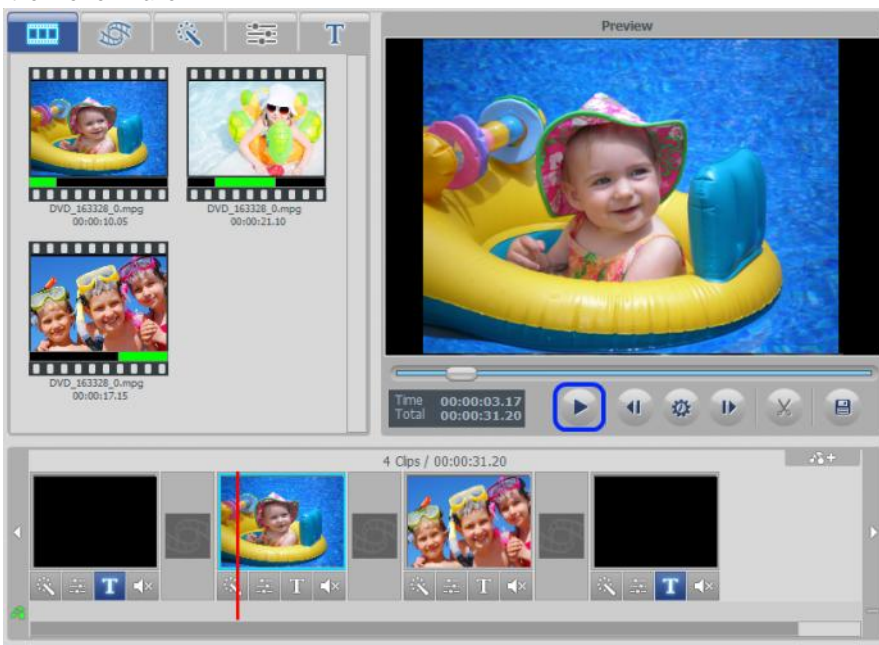 T
Preview
DVD_163328_0.mpg
00:00:10.05
DVD_163328_0.mpg
00:00:21.10
DVD_163328_0.mpg
00:00:17.15
Time 00:00:03.17
Total 00:00:31.20
4 Clips / 00:00:31.20
T T T T